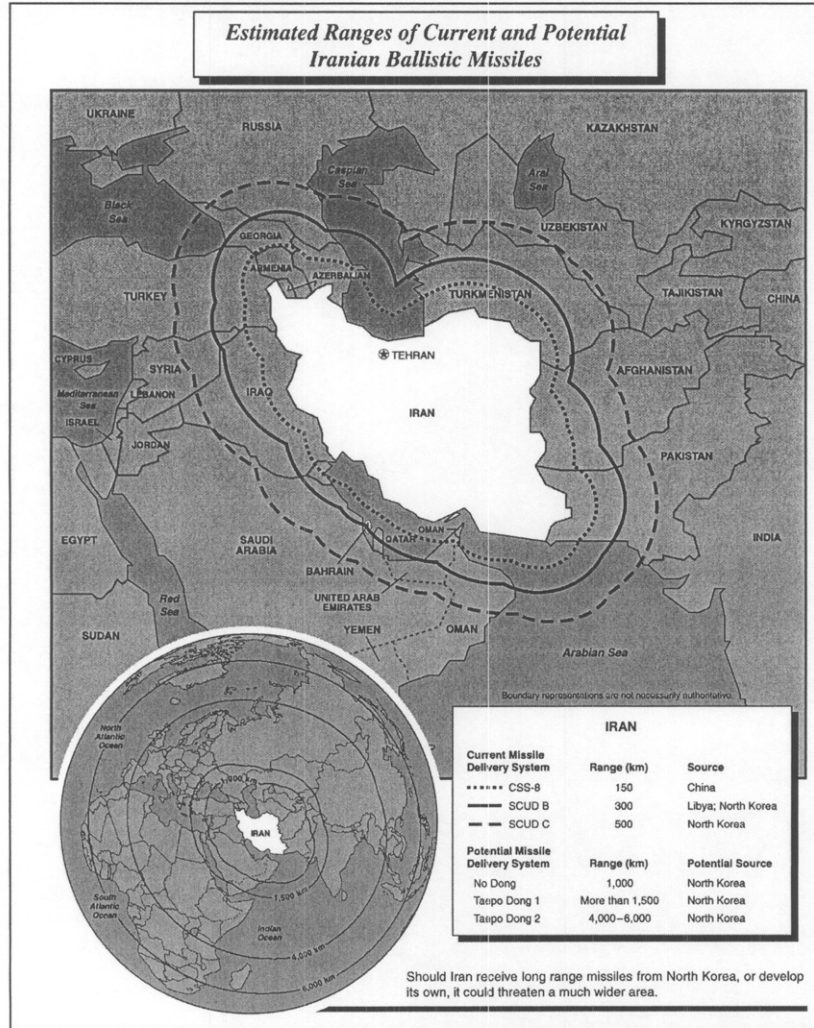 Estimated Ranges of Current and Potential
Iranian Ballistic Missiles
UKRAINE
RUSSIA
KAZAKHSTAN
Caspian
Sea
Aral
Sea
Black
Sea
UZBEKISTAN
KYRGYZSTAN
GEORGIA
ARMENIA
AZERBAIJAN
TURKMENISTAN
TAJIKISTAN
CHINA
TURKEY
TEHRAN
CYPRUS
SYRIA
AFGHANISTAN
Mediterranean
Sea
LEBANON
IRAQ
IRAN
ISRAEL
JORDAN
PAKISTAN
EGYPT
SAUDI
ARABIA
QATAR
OMAN
INDIA
BAHRAIN
UNITED ARAB
EMIRATES
Red
Sea
YEMEN
OMAN
SUDAN
Arabian Sea
Boundary representations are not necessarily authoritative.
North
Atlantic
Ocean
IRAN
1,500 km
South
Atlantic
Ocean
Indian
Ocean
4,000 km
6,000 km
IRAN
Current Missile
Delivery System Range (km) Source
CSS-8 150 China
SCUD B 300 Libya; North Korea
SCUD C 500 North Korea
Potential Missile
Delivery System Range (km) Potential Source
No Dong 1,000 North Korea
Taepo Dong 1 More than 1,500 North Korea
Taepo Dong 2 4,000–6,000 North Korea
Should Iran receive long range missiles from North Korea, or develop
its own, it could threaten a much wider area.